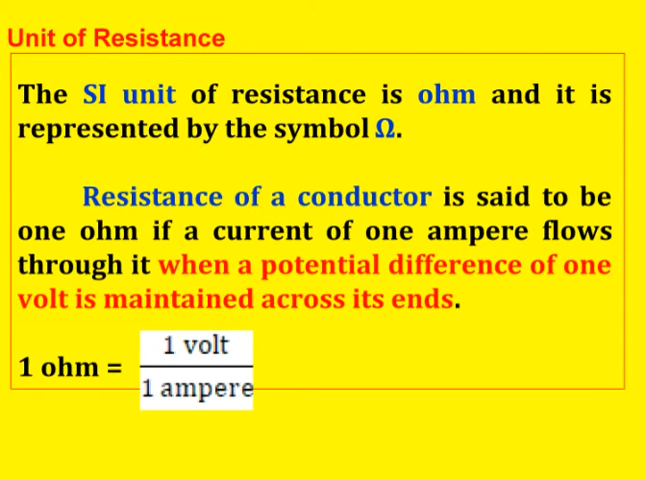 Unit of Resistance
The SI unit of resistance is ohm and it is
represented by the symbol Ω.
Resistance of a conductor is said to be
one ohm if a current of one ampere flows
through it when a potential difference of one
volt is maintained across its ends.
1 volt
1 ohm =
1 ampere